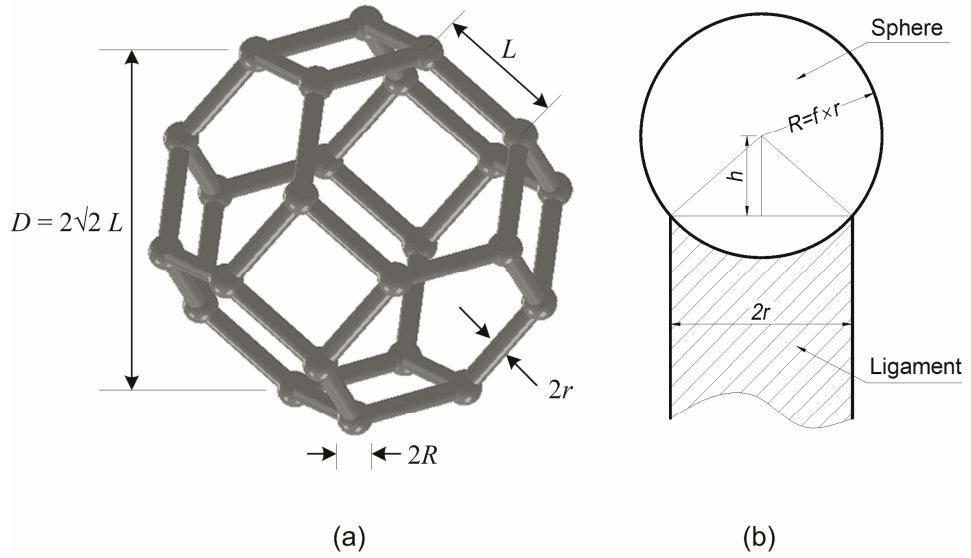 L
D = 2√2 L
2r
2R
(a)
Sphere
R=f×r
h
2r
Ligament
(b)